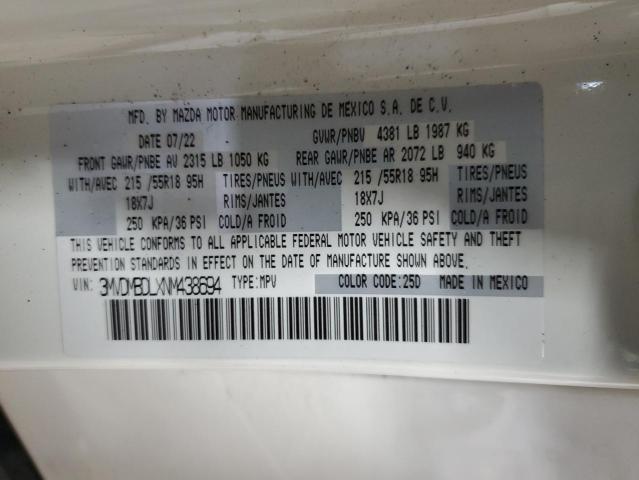 MFD. BY MAZDA MOTOR MANUFACTURING DE MEXICO S.A. DE C.V.
DATE 07/22 GVWR/PNBV 4381 LB 1987 KG
FRONT GAWR/PNBE AV 2315 LB 1050 KG REAR GAWR/PNBE AR 2072 LB 940 KG
WITH/AVEC 215 /55R18 95H TIRES/PNEUS WITH/AVEC 215 /55R18 95H TIRES/PNEUS
18X7J RIMS/JANTES 18X7J RIMS/JANTES
250 KPA/36 PSI COLD/A FROID 250 KPA/36 PSI COLD/A FROID
THIS VEHICLE CONFORMS TO ALL APPLICABLE FEDERAL MOTOR VEHICLE SAFETY AND THEFT
PREVENTION STANDARDS IN EFFECT ON THE DATE OF MANUFACTURE SHOWN ABOVE.
VIN: 3MVDMBDLXNM438694 TYPE: MPV COLOR CODE: 25D MADE IN MEXICO